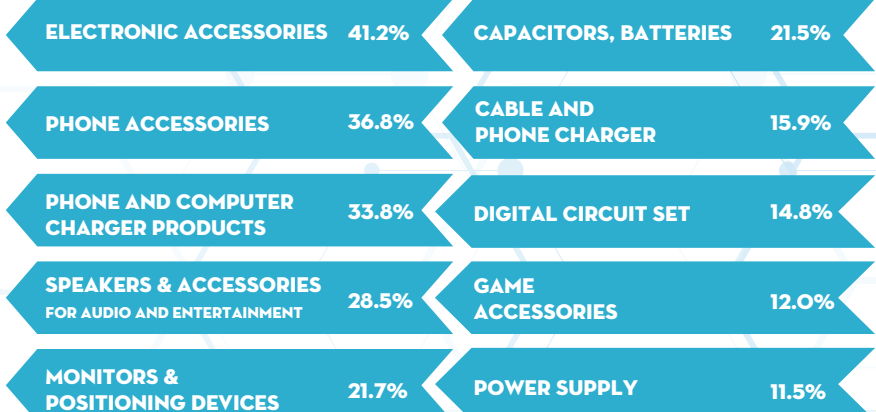 ELECTRONIC ACCESSORIES 41.2%
PHONE ACCESSORIES 36.8%
PHONE AND COMPUTER
CHARGER PRODUCTS 33.8%
SPEAKERS & ACCESSORIES
FOR AUDIO AND ENTERTAINMENT 28.5%
MONITORS &
POSITIONING DEVICES 21.7%
CAPACITORS, BATTERIES 21.5%
CABLE AND
PHONE CHARGER 15.9%
DIGITAL CIRCUIT SET 14.8%
GAME
ACCESSORIES 12.0%
POWER SUPPLY 11.5%